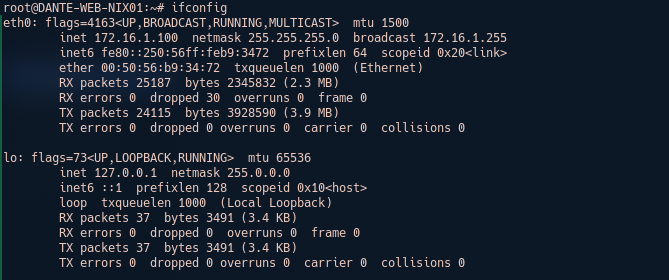 root@DANTE-WEB-NIX01:~# ifconfig
eth0: flags=4163<UP,BROADCAST,RUNNING,MULTICAST>  mtu 1500
        inet 172.16.1.100  netmask 255.255.255.0  broadcast 172.16.1.255
        inet6 fe80::250:56ff:feb9:3472  prefixlen 64  scopeid 0x20<link>
        ether 00:50:56:b9:34:72  txqueuelen 1000  (Ethernet)
        RX packets 25187  bytes 2345832 (2.3 MB)
        RX errors 0  dropped 30  overruns 0  frame 0
        TX packets 24115  bytes 3928590 (3.9 MB)
        TX errors 0  dropped 0 overruns 0  carrier 0  collisions 0

lo: flags=73<UP,LOOPBACK,RUNNING>  mtu 65536
        inet 127.0.0.1  netmask 255.0.0.0
        inet6 ::1  prefixlen 128  scopeid 0x10<host>
        loop  txqueuelen 1000  (Local Loopback)
        RX packets 37  bytes 3491 (3.4 KB)
        RX errors 0  dropped 0  overruns 0  frame 0
        TX packets 37  bytes 3491 (3.4 KB)
        TX errors 0  dropped 0 overruns 0  carrier 0  collisions 0